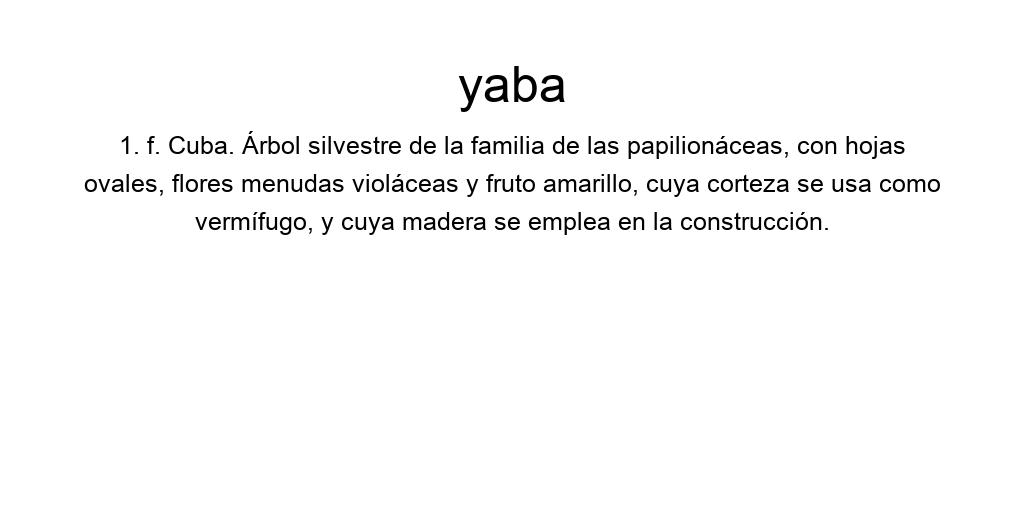 yaba
1. f. Cuba. Árbol silvestre de la familia de las papilionáceas, con hojas
ovales, flores menudas violáceas y fruto amarillo, cuya corteza se usa como
vermífugo, y cuya madera se emplea en la construcción.